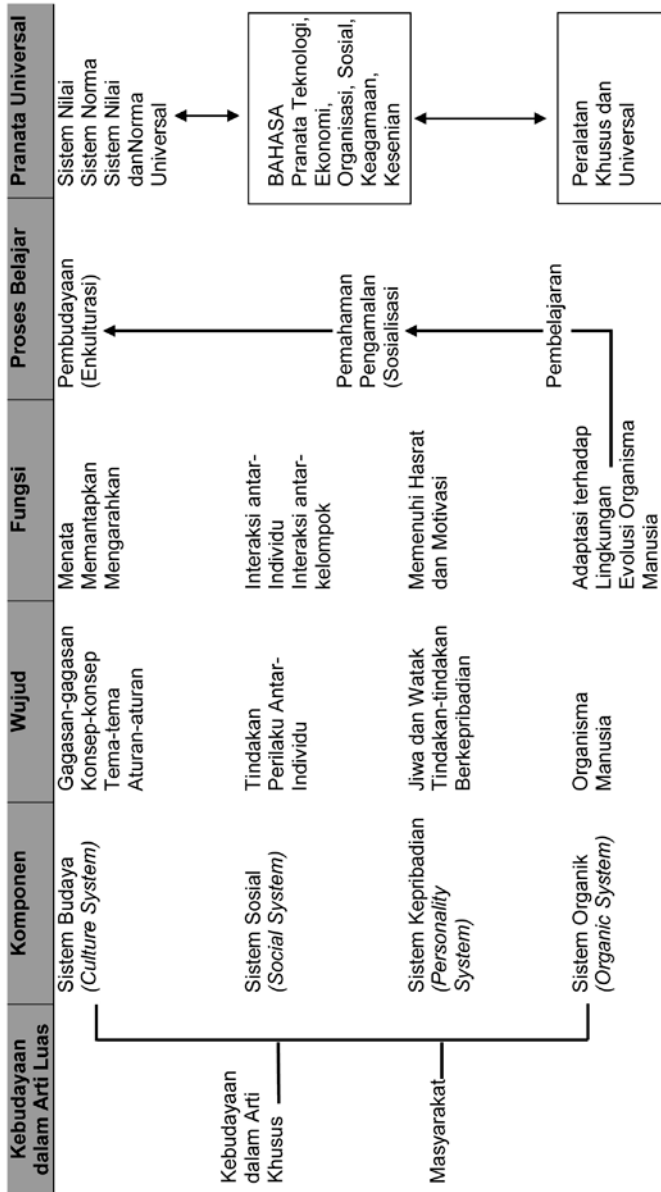 Kebudayaan
dalam Arti Luas
Komponen
Wujud
Fungsi
Proses Belajar
Pranata Universal
Kebudayaan
dalam Arti
Khusus
Masyarakat
Sistem Budaya
(Culture System)
Gagasan-gagasan
Konsep-konsep
Tema-tema
Aturan-aturan
Menata
Memantapkan
Mengarahkan
Pembudayaan
(Enkulturasi)
Sistem Nilai
Sistem Norma
Sistem Nilai
danNorma
Universal
Sistem Sosial
(Social System)
Tindakan
Perilaku Antar-
Individu
Interaksi antar-
Individu
Interaksi antar-
kelompok
Pemahaman
Pengamalan
(Sosialisasi)
BAHASA
Pranata Teknologi,
Ekonomi,
Organisasi, Sosial,
Keagamaan,
Kesenian
Sistem Kepribadian
(Personality
System)
Jiwa dan Watak
Tindakan-tindakan
Berkepribadian
Memenuhi Hasrat
dan Motivasi
Sistem Organik
(Organic System)
Organisma
Manusia
Adaptasi terhadap
Lingkungan
Evolusi Organisma
Manusia
Pembelajaran
Peralatan
Khusus dan
Universal